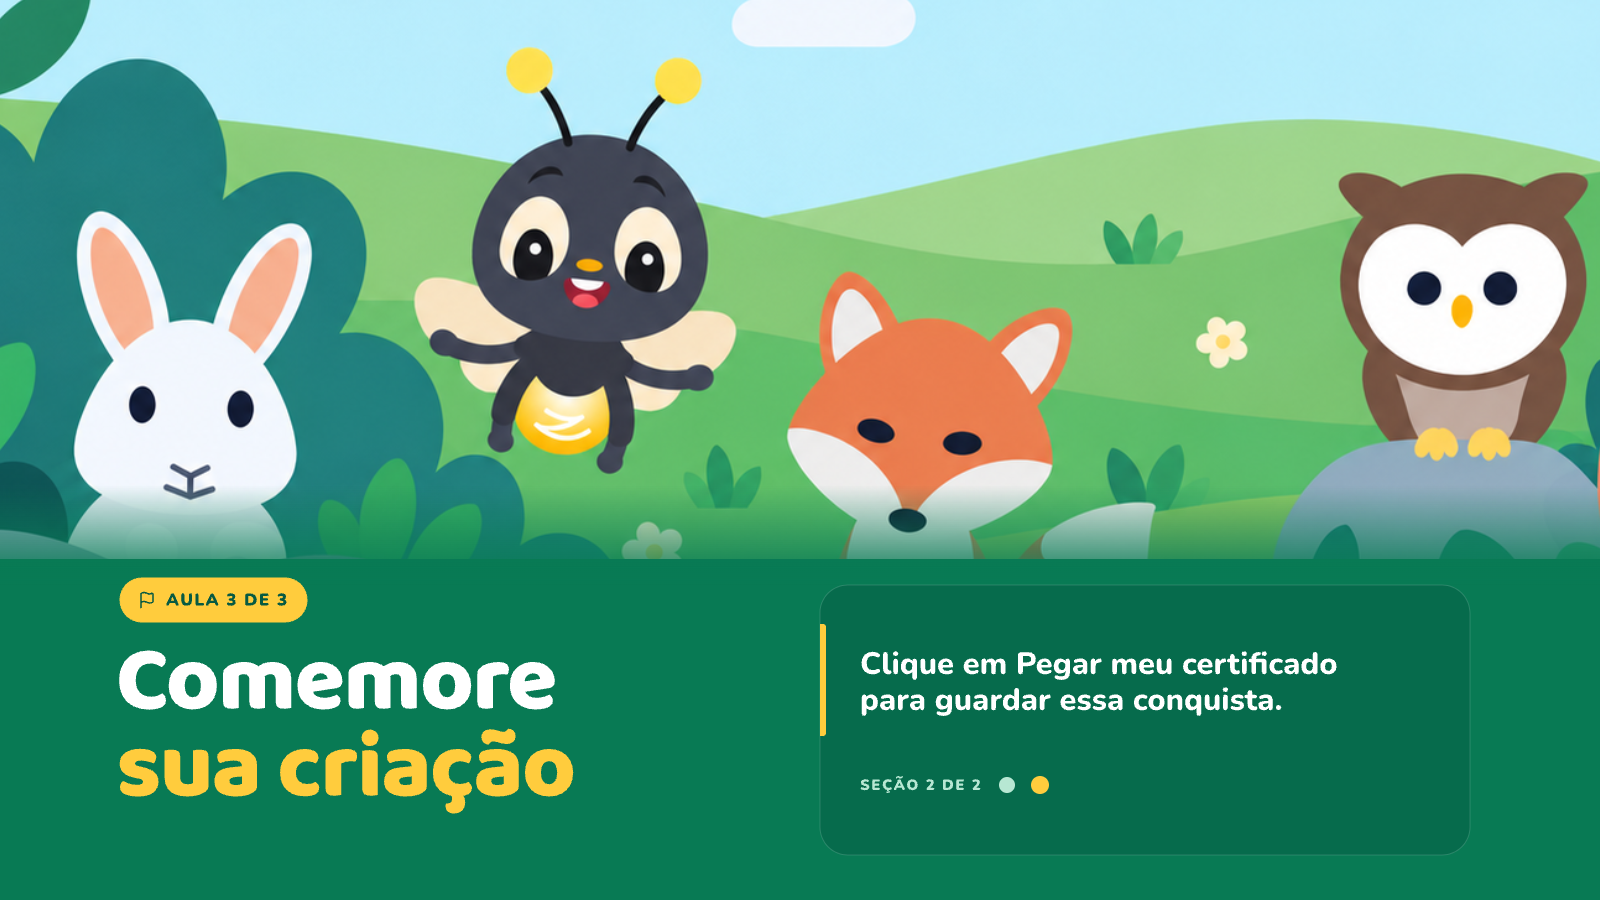 AULA 3 DE 3
Comemore
sua criação
Clique em Pegar meu certificado
para guardar essa conquista.
SEÇÃO 2 DE 2